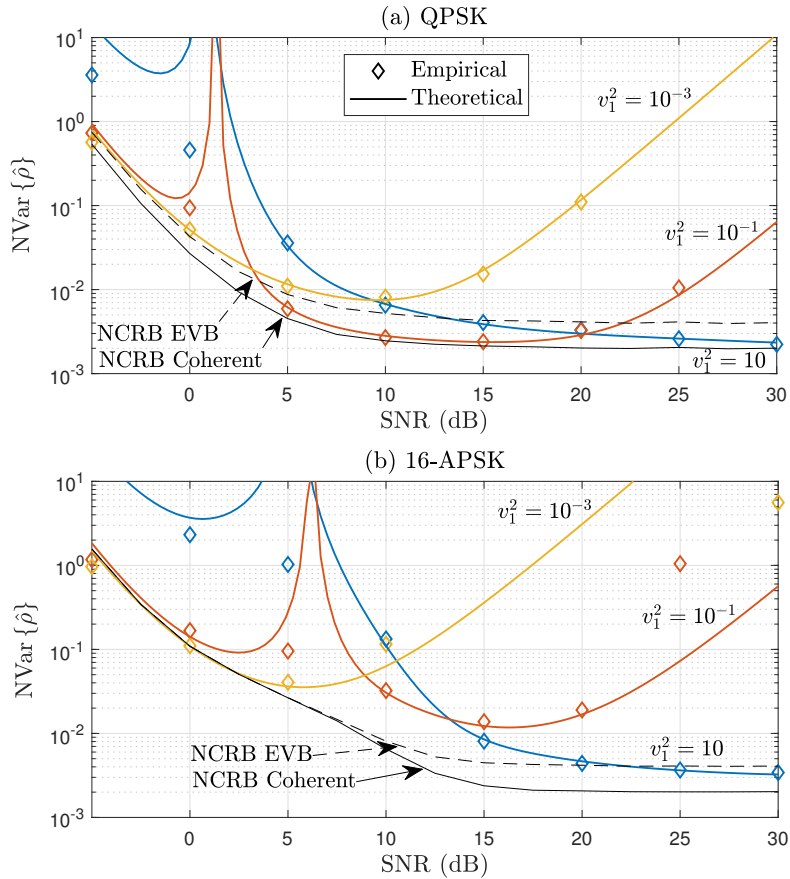 (a) QPSK
10^1
10^0
10^-1
10^-2
10^-3
NVar {ρ̂}
Empirical
Theoretical
v_1^2 = 10^-3
v_1^2 = 10^-1
v_1^2 = 10
NCRB EVB
NCRB Coherent
0 5 10 15 20 25 30
SNR (dB)
(b) 16-APSK
10^1
10^0
10^-1
10^-2
10^-3
NVar {ρ̂}
v_1^2 = 10^-3
v_1^2 = 10^-1
v_1^2 = 10
NCRB EVB
NCRB Coherent
0 5 10 15 20 25 30
SNR (dB)